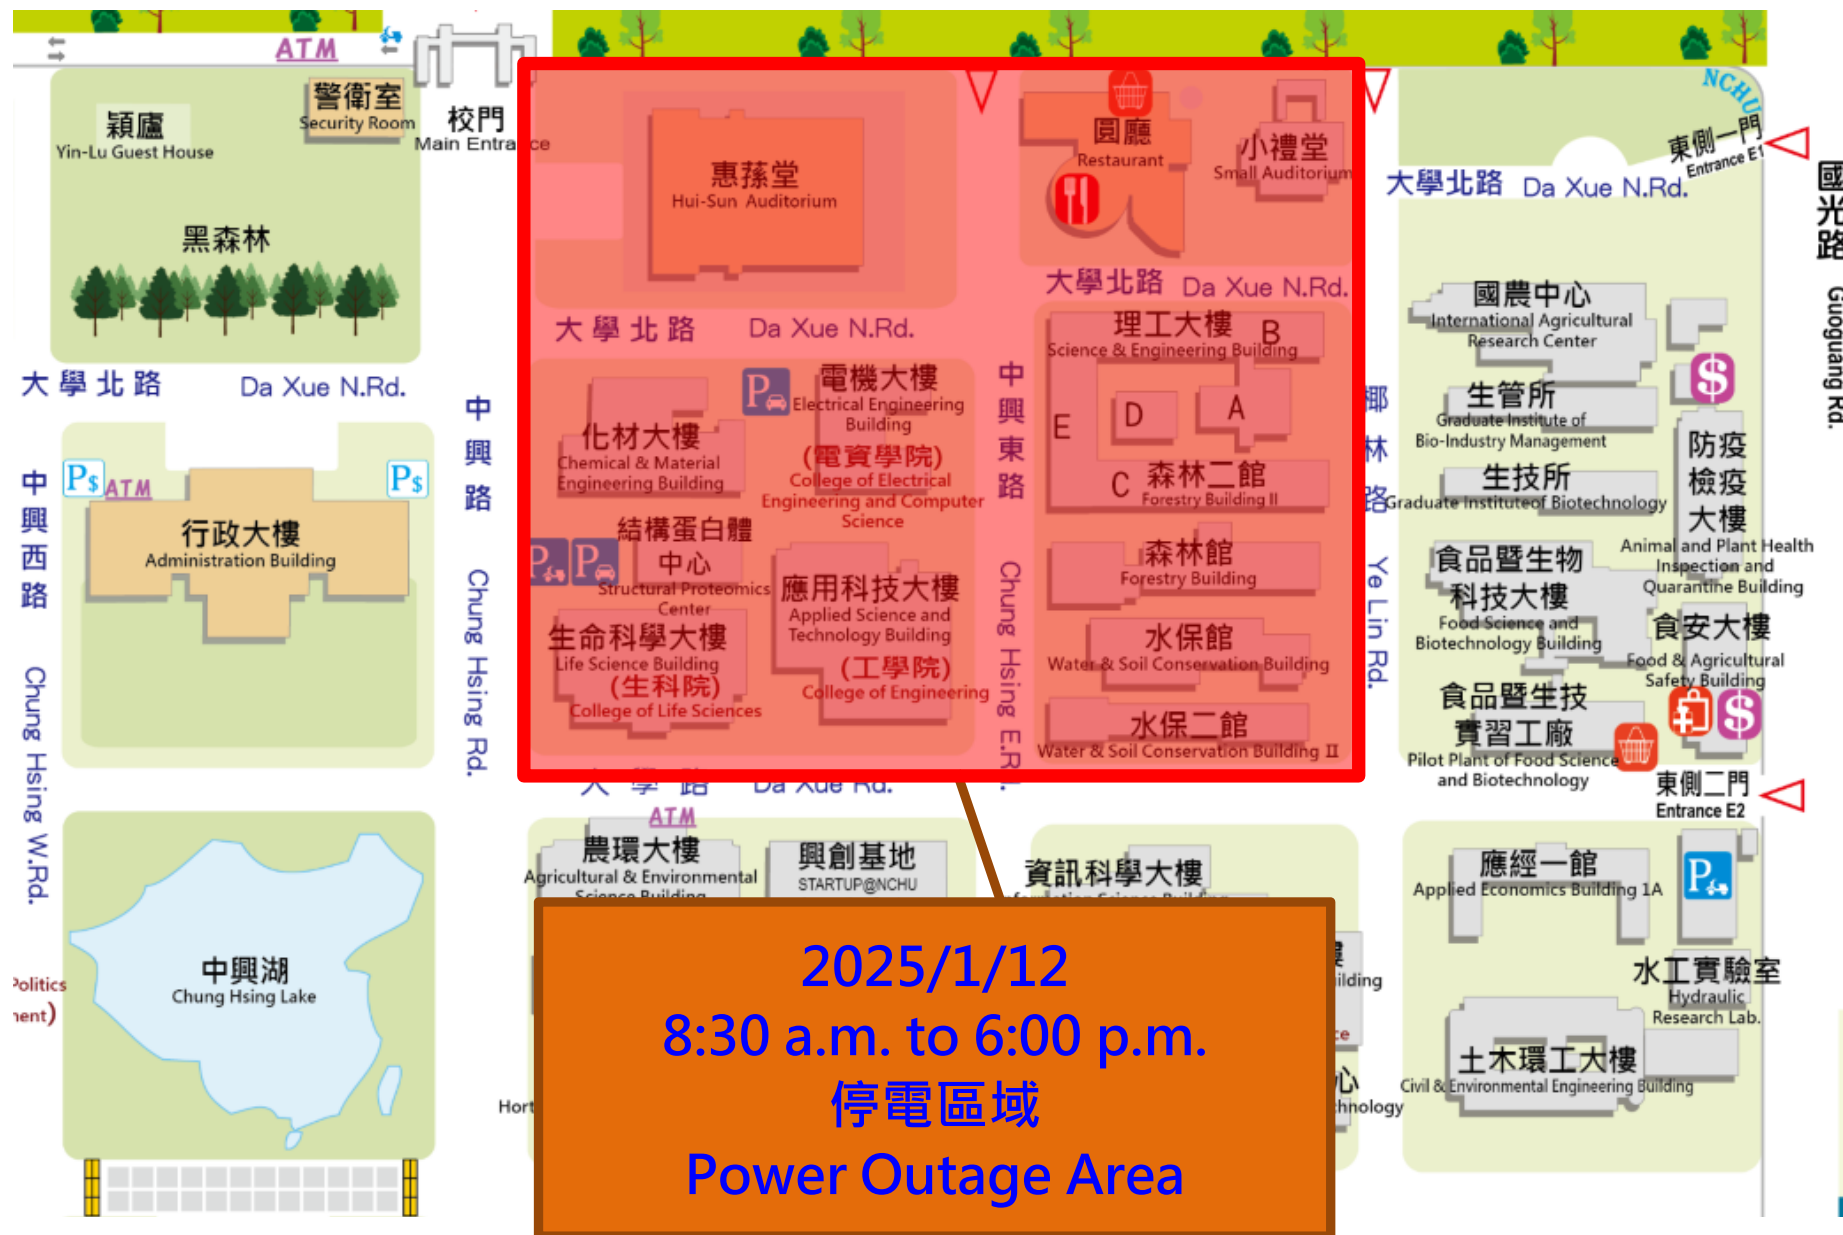 ATM
警衛室
Security Room
校門
Main Entrance
穎廬
Yin-Lu Guest House
黑森林
大學北路 Da Xue N.Rd.
中興西路
Chung Hsing W.Rd.
P$
ATM
P$
行政大樓
Administration Building
中興湖
Chung Hsing Lake
Politics
中興路
Chung Hsing Rd.
惠蓀堂
Hui-Sun Auditorium
圓廳
Restaurant
小禮堂
Small Auditorium
大學北路 Da Xue N.Rd.
大學北路 Da Xue N.Rd.
化材大樓
Chemical & Material
Engineering Building
P
電機大樓
Electrical Engineering
Building
(電資學院)
College of Electrical
Engineering and Computer
Science
結構蛋白體
中心
Structural Proteomics
Center
P
P
生命科學大樓
Life Science Building
(生科院)
College of Life Sciences
應用科技大樓
Applied Science and
Technology Building
(工學院)
College of Engineering
中興東路
Chung Hsing E.Rd.
理工大樓 B
Science & Engineering Building
E
D
A
C
森林二館
Forestry Building II
森林館
Forestry Building
水保館
Water & Soil Conservation Building
水保二館
Water & Soil Conservation Building II
椰林路
Ye Lin Rd.
NCHU
東側一門
Entrance E1
大學北路 Da Xue N.Rd.
國光路
Guoguang Rd.
國農中心
International Agricultural
Research Center
$
生管所
Graduate Institute of
Bio-Industry Management
生技所
Graduate Instituteof Biotechnology
防疫
檢疫
大樓
Animal and Plant Health
Inspection and
Quarantine Building
食品暨生物
科技大樓
Food Science and
Biotechnology Building
食安大樓
Food & Agricultural
Safety Building
$
食品暨生技
實習工廠
Pilot Plant of Food Science
and Biotechnology
東側二門
Entrance E2
大學路 Da Xue Rd.
ATM
農環大樓
Agricultural & Environmental
Science Building
興創基地
STARTUP@NCHU
資訊科學大樓
Information Science Building
應經一館
Applied Economics Building 1A
P
水工實驗室
Hydraulic
Research Lab.
土木環工大樓
Civil & Environmental Engineering Building
2025/1/12
8:30 a.m. to 6:00 p.m.
停電區域
Power Outage Area